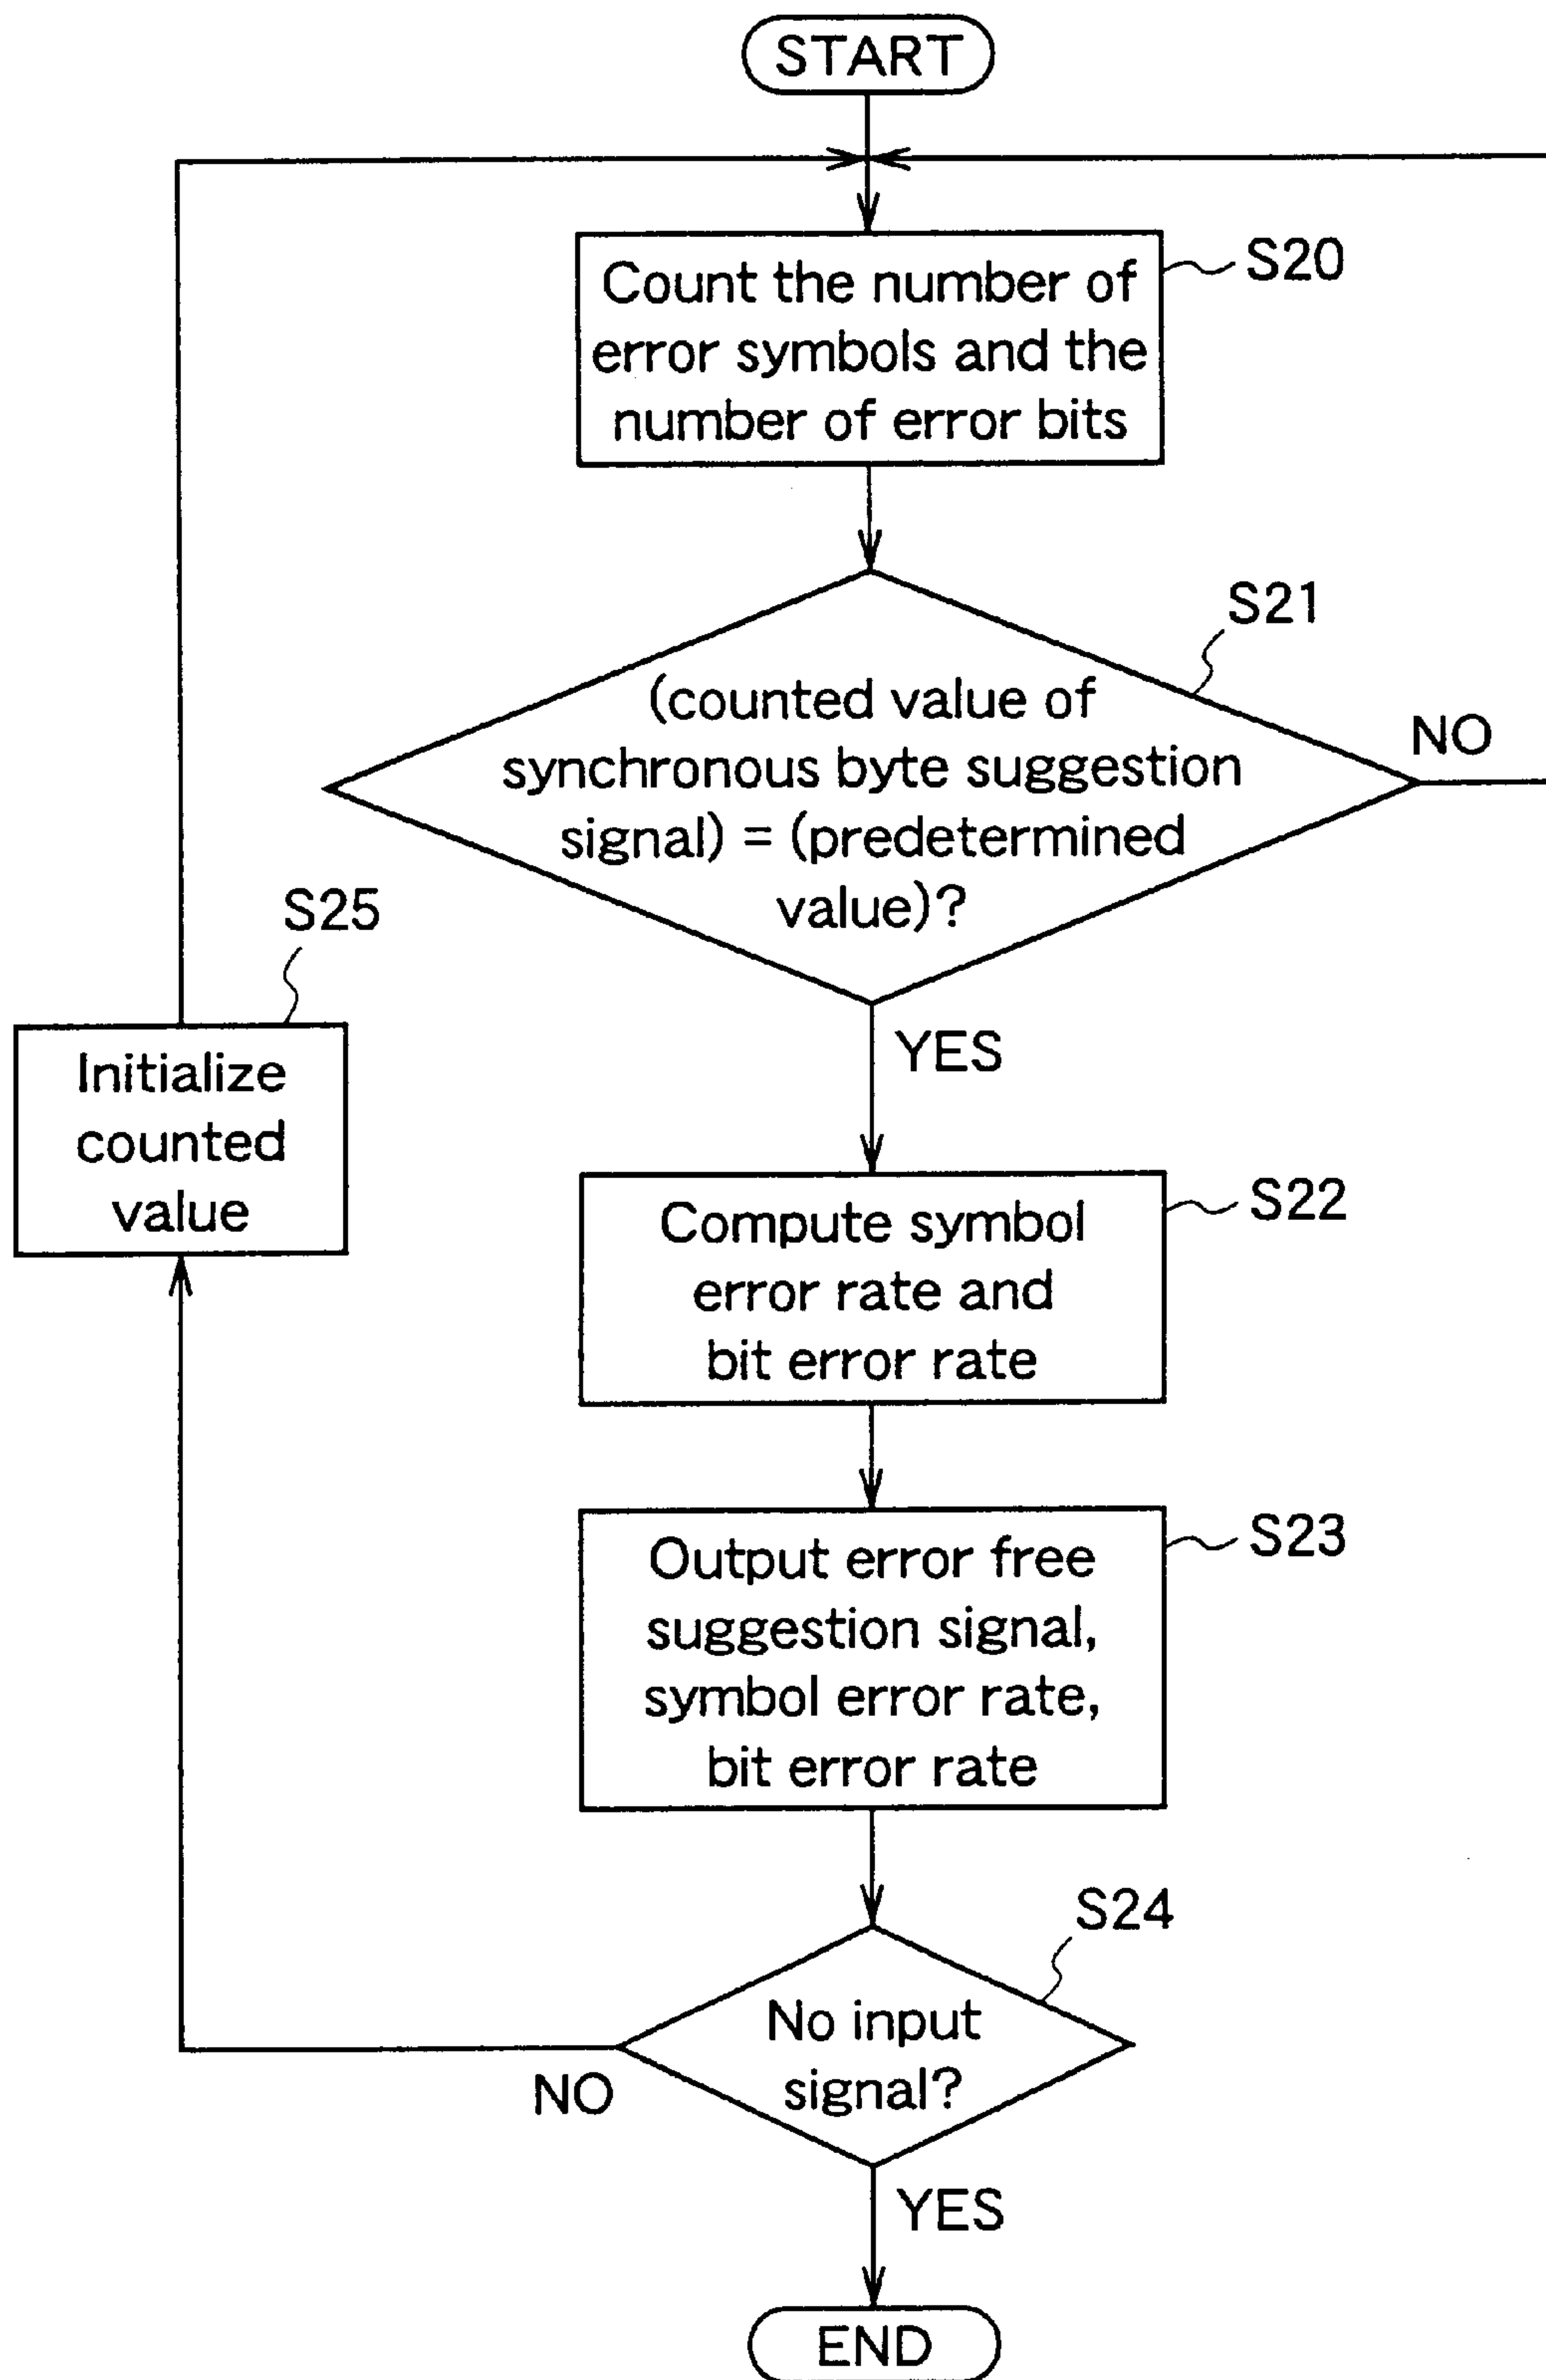 START
Count the number of
error symbols and the
number of error bits
S20
S21
(counted value of
synchronous byte suggestion
signal) = (predetermined
value)?
NO
S25
Initialize
counted
value
YES
Compute symbol
error rate and
bit error rate
S22
Output error free
suggestion signal,
symbol error rate,
bit error rate
S23
S24
No input
signal?
NO
YES
END